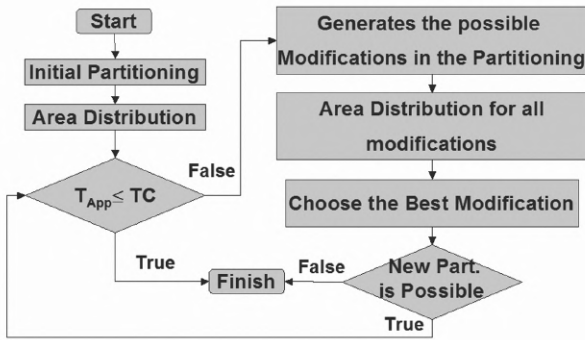 Start
Initial Partitioning
Area Distribution
T_App ≤ TC
False
True
Finish
Generates the possible
Modifications in the Partitioning
Area Distribution for all
modifications
Choose the Best Modification
New Part.
is Possible
False
True